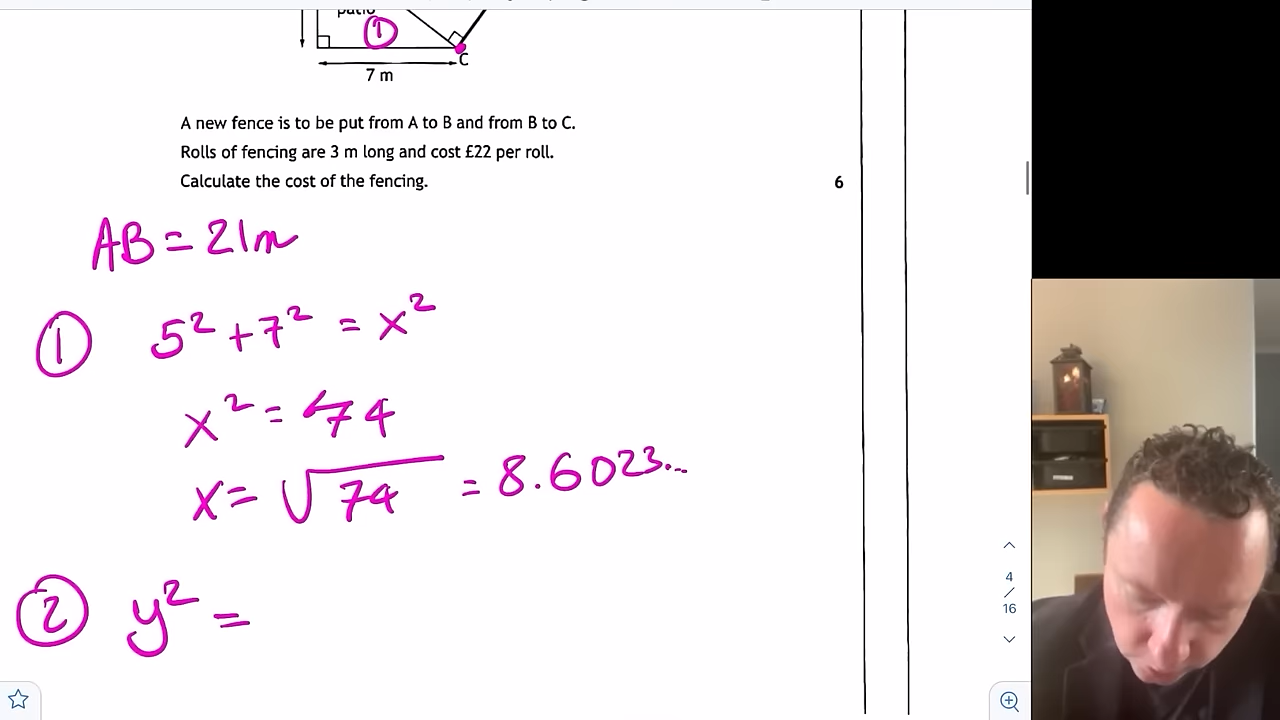 patio
1
C
7 m
A new fence is to be put from A to B and from B to C.
Rolls of fencing are 3 m long and cost £22 per roll.
Calculate the cost of the fencing.
6
AB = 21m
1 5² + 7² = x²
x² = 74
x = √74 = 8.6023...
2 y² =
4
/
16